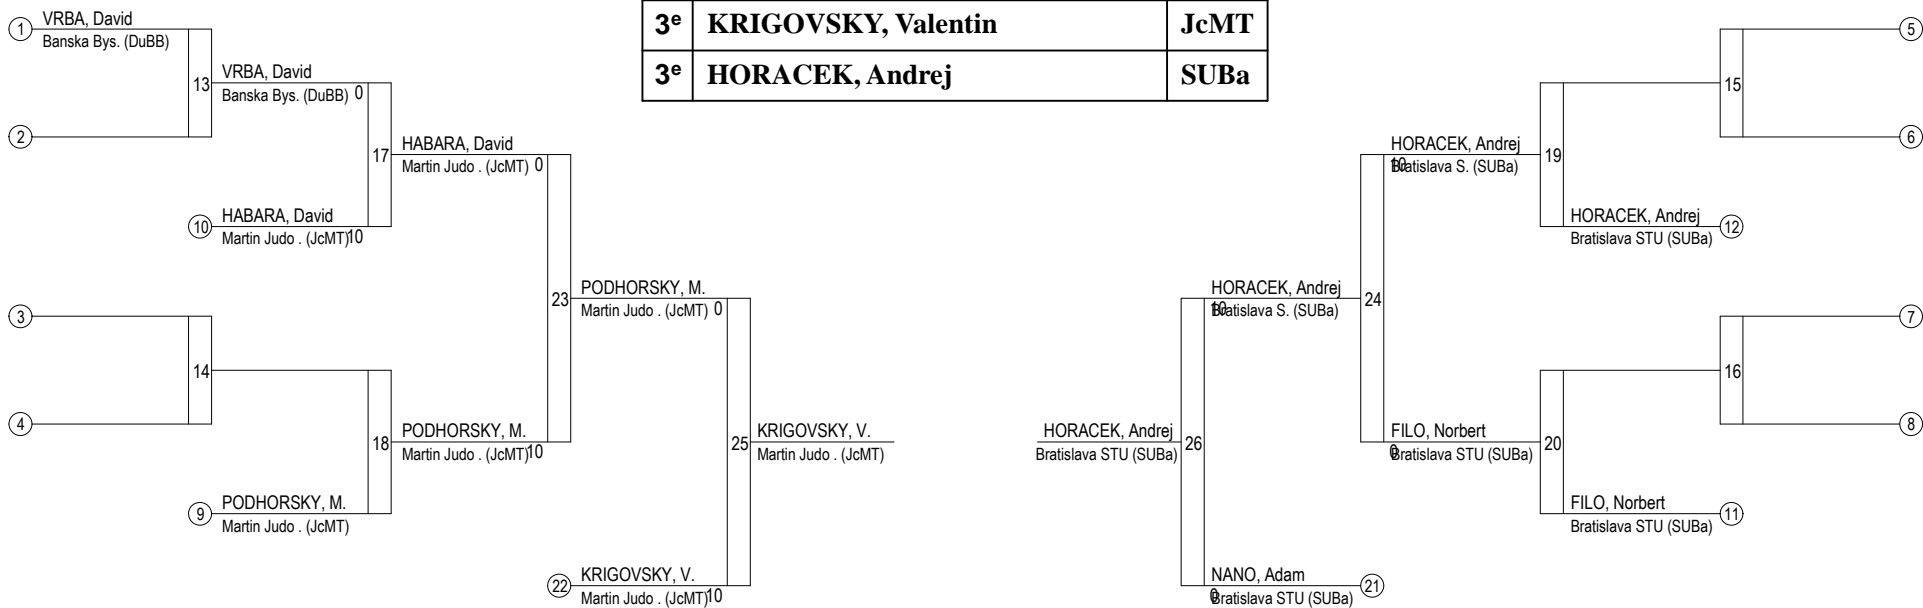 3e KRIGOVSKY, Valentin JcMT
3e HORACEK, Andrej SUBa
1 VRBA, David
Banska Bys. (DuBB)
13
2
VRBA, David
Banska Bys. (DuBB) 0
17
10 HABARA, David
Martin Judo . (JcMT) 10
HABARA, David
Martin Judo . (JcMT) 0
3
14
4
18
9 PODHORSKY, M.
Martin Judo . (JcMT)
PODHORSKY, M.
Martin Judo . (JcMT) 10
23
PODHORSKY, M.
Martin Judo . (JcMT) 0
25
22 KRIGOVSKY, V.
Martin Judo . (JcMT) 10
KRIGOVSKY, V.
Martin Judo . (JcMT)
5
15
6
19
HORACEK, Andrej
Bratislava STU (SUBa) 12
HORACEK, Andrej
10 Bratislava S. (SUBa)
24
HORACEK, Andrej
10 Bratislava S. (SUBa)
7
16
8
20
FILO, Norbert
Bratislava STU (SUBa) 11
FILO, Norbert
0 Bratislava STU (SUBa)
HORACEK, Andrej
Bratislava STU (SUBa)
26
NANO, Adam 21
0 Bratislava STU (SUBa)